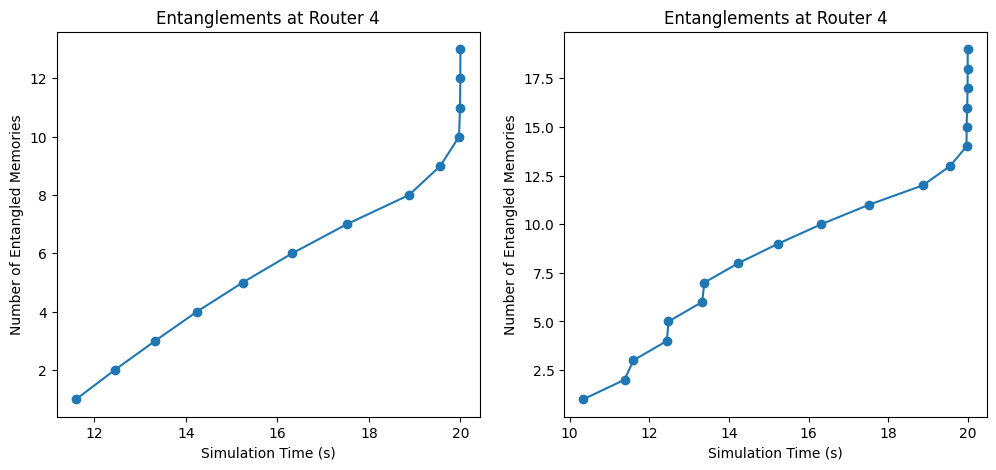 Entanglements at Router 4
Number of Entangled Memories
12
10
8
6
4
2
12 14 16 18 20
Simulation Time (s)
Entanglements at Router 4
Number of Entangled Memories
17.5
15.0
12.5
10.0
7.5
5.0
2.5
10 12 14 16 18 20
Simulation Time (s)